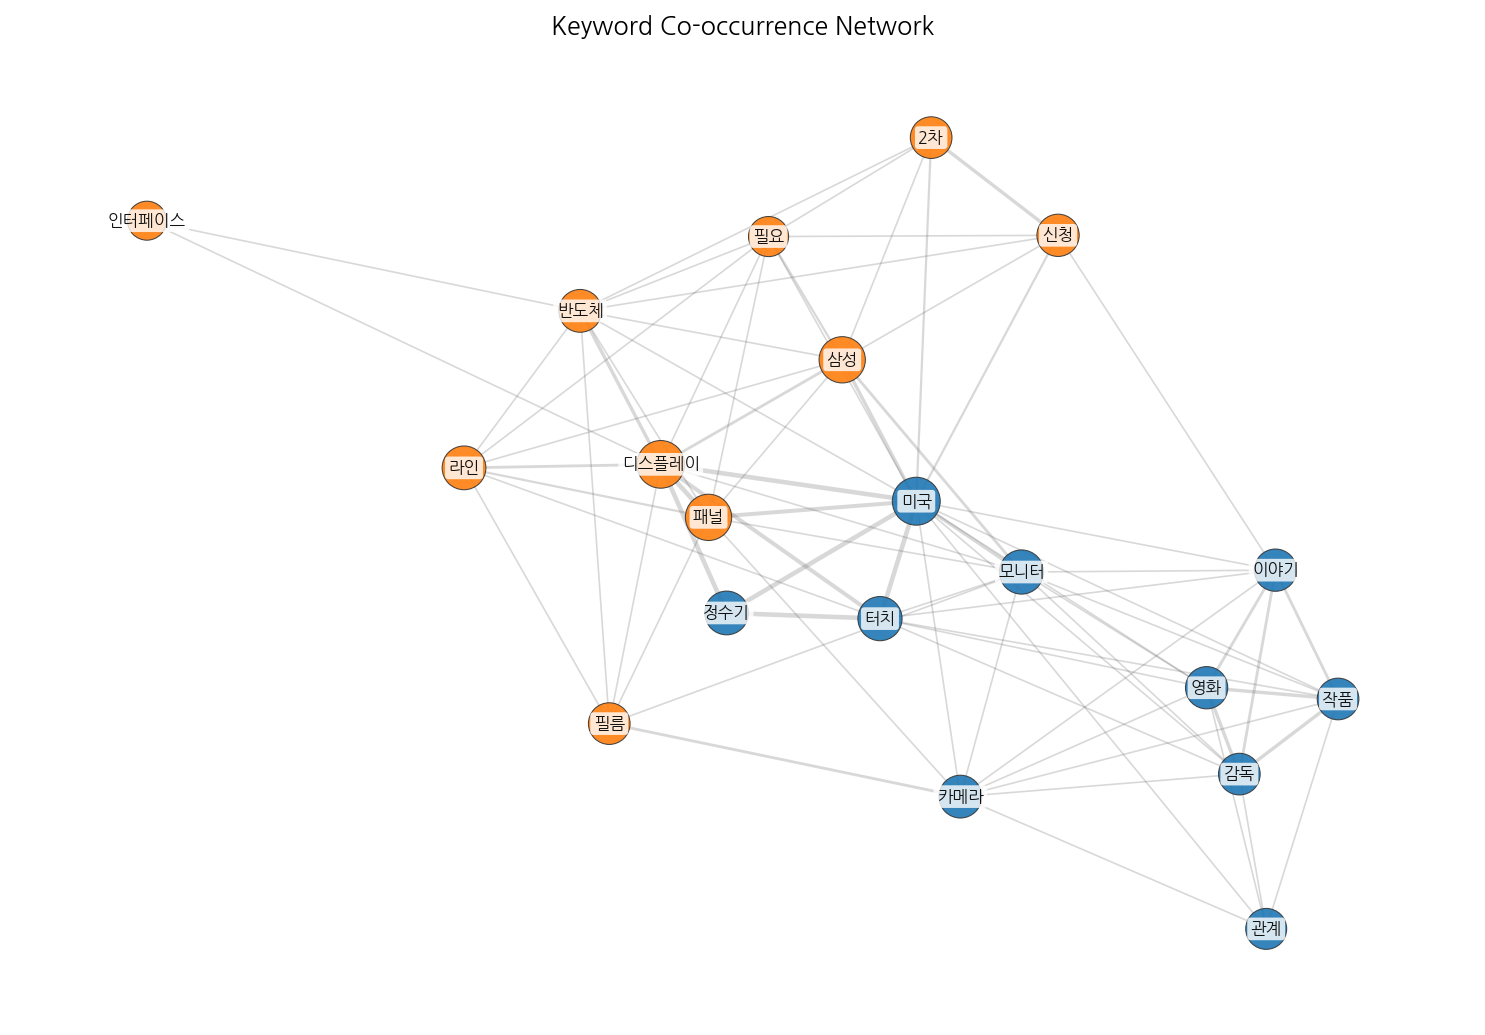 Keyword Co-occurrence Network
2차
인터페이스
필요
신청
반도체
삼성
디스플레이
라인
미국
패널
이야기
모니터
정수기
터치
영화
작품
필름
감독
카메라
관계